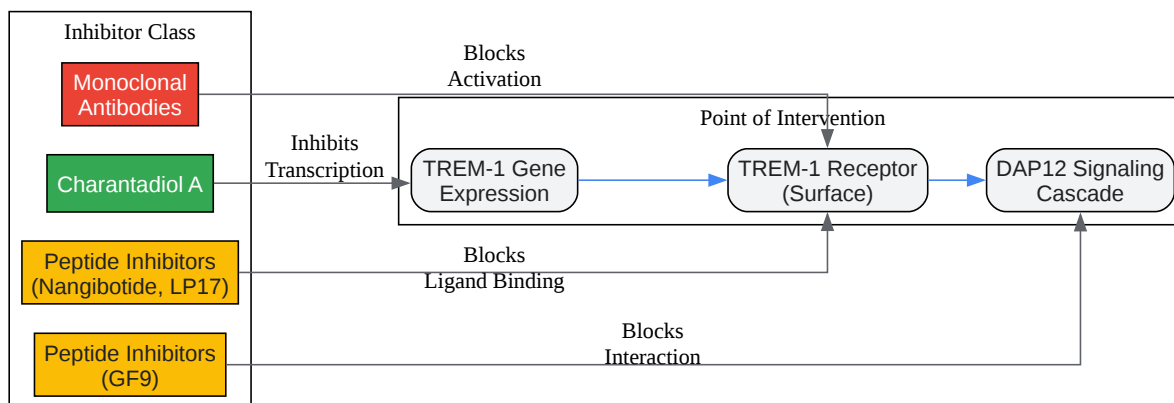 Inhibitor Class
Monoclonal
Antibodies
Charantadiol A
Peptide Inhibitors
(Nangibotide, LP17)
Peptide Inhibitors
(GF9)
Blocks
Activation
Inhibits
Transcription
Blocks
Ligand Binding
Blocks
Interaction
Point of Intervention
TREM-1 Gene
Expression
TREM-1 Receptor
(Surface)
DAP12 Signaling
Cascade